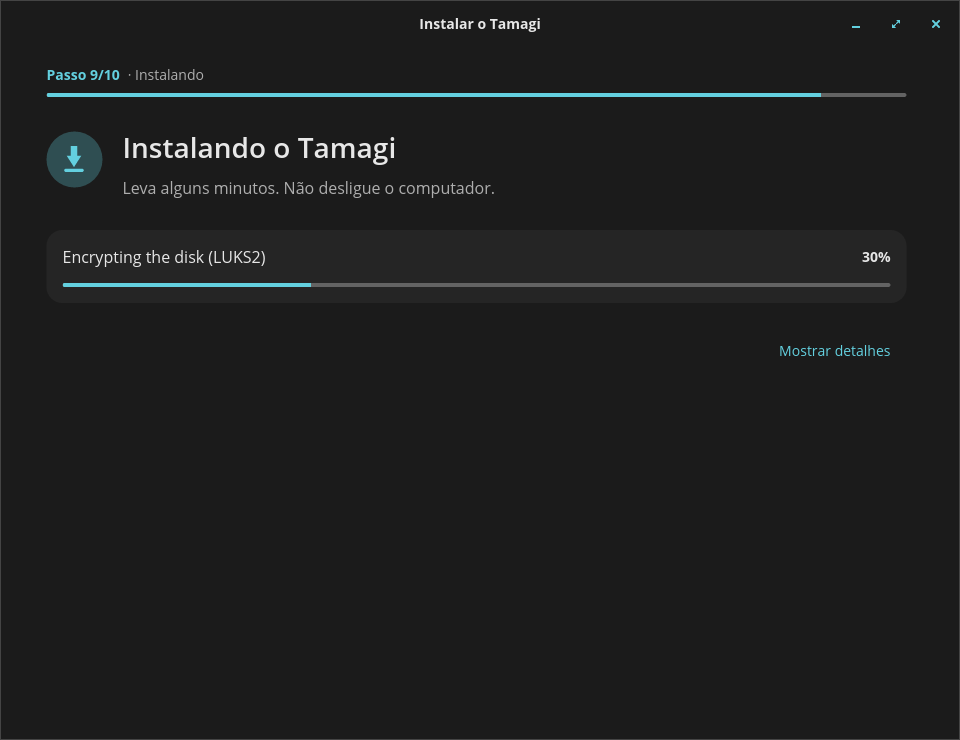 Instalar o Tamagi
Passo 9/10 · Instalando
Instalando o Tamagi
Leva alguns minutos. Não desligue o computador.
Encrypting the disk (LUKS2) 30%
Mostrar detalhes